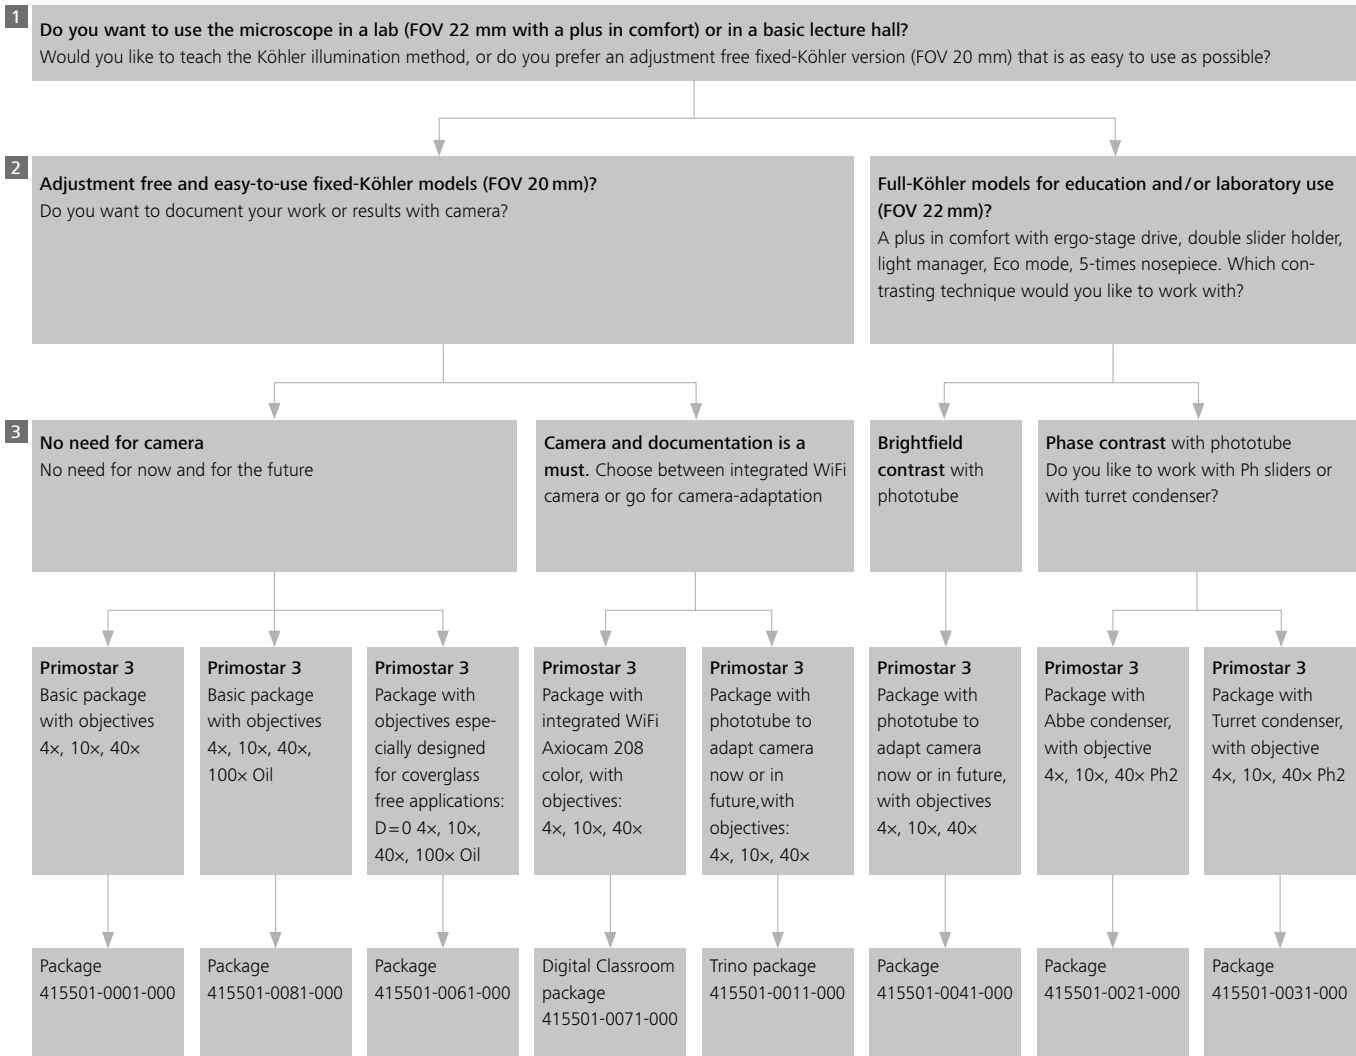 1
Do you want to use the microscope in a lab (FOV 22 mm with a plus in comfort) or in a basic lecture hall?
Would you like to teach the Köhler illumination method, or do you prefer an adjustment free fixed-Köhler version (FOV 20 mm) that is as easy to use as possible?
2
Adjustment free and easy-to-use fixed-Köhler models (FOV 20 mm)?
Do you want to document your work or results with camera?
Full-Köhler models for education and/or laboratory use
(FOV 22 mm)?
A plus in comfort with ergo-stage drive, double slider holder,
light manager, Eco mode, 5-times nosepiece. Which con-
trasting technique would you like to work with?
3
No need for camera
No need for now and for the future
Camera and documentation is a
must. Choose between integrated WiFi
camera or go for camera-adaptation
Brightfield
contrast with
phototube
Phase contrast with phototube
Do you like to work with Ph sliders or
with turret condenser?
Primostar 3
Basic package
with objectives
4×, 10×, 40×
Primostar 3
Basic package
with objectives
4×, 10×, 40×,
100× Oil
Primostar 3
Package with
objectives espe-
cially designed
for coverglass
free applications:
D=0 4×, 10×,
40×, 100× Oil
Primostar 3
Package with
integrated WiFi
Axiocam 208
color, with
objectives:
4×, 10×, 40×
Primostar 3
Package with
phototube to
adapt camera
now or in
future,with
objectives:
4×, 10×, 40×
Primostar 3
Package with
phototube to
adapt camera
now or in future,
with objectives
4×, 10×, 40×
Primostar 3
Package with
Abbe condenser,
with objective
4×, 10×, 40× Ph2
Primostar 3
Package with
Turret condenser,
with objective
4×, 10×, 40× Ph2
Package
415501-0001-000
Package
415501-0081-000
Package
415501-0061-000
Digital Classroom
package
415501-0071-000
Trino package
415501-0011-000
Package
415501-0041-000
Package
415501-0021-000
Package
415501-0031-000